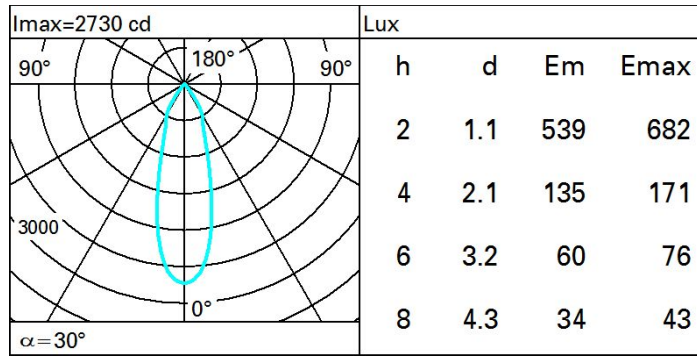 Imax=2730 cd
Lux
90° 180° 90°
3000
0°
α=30°
h d Em Emax
2 1.1 539 682
4 2.1 135 171
6 3.2 60 76
8 4.3 34 43